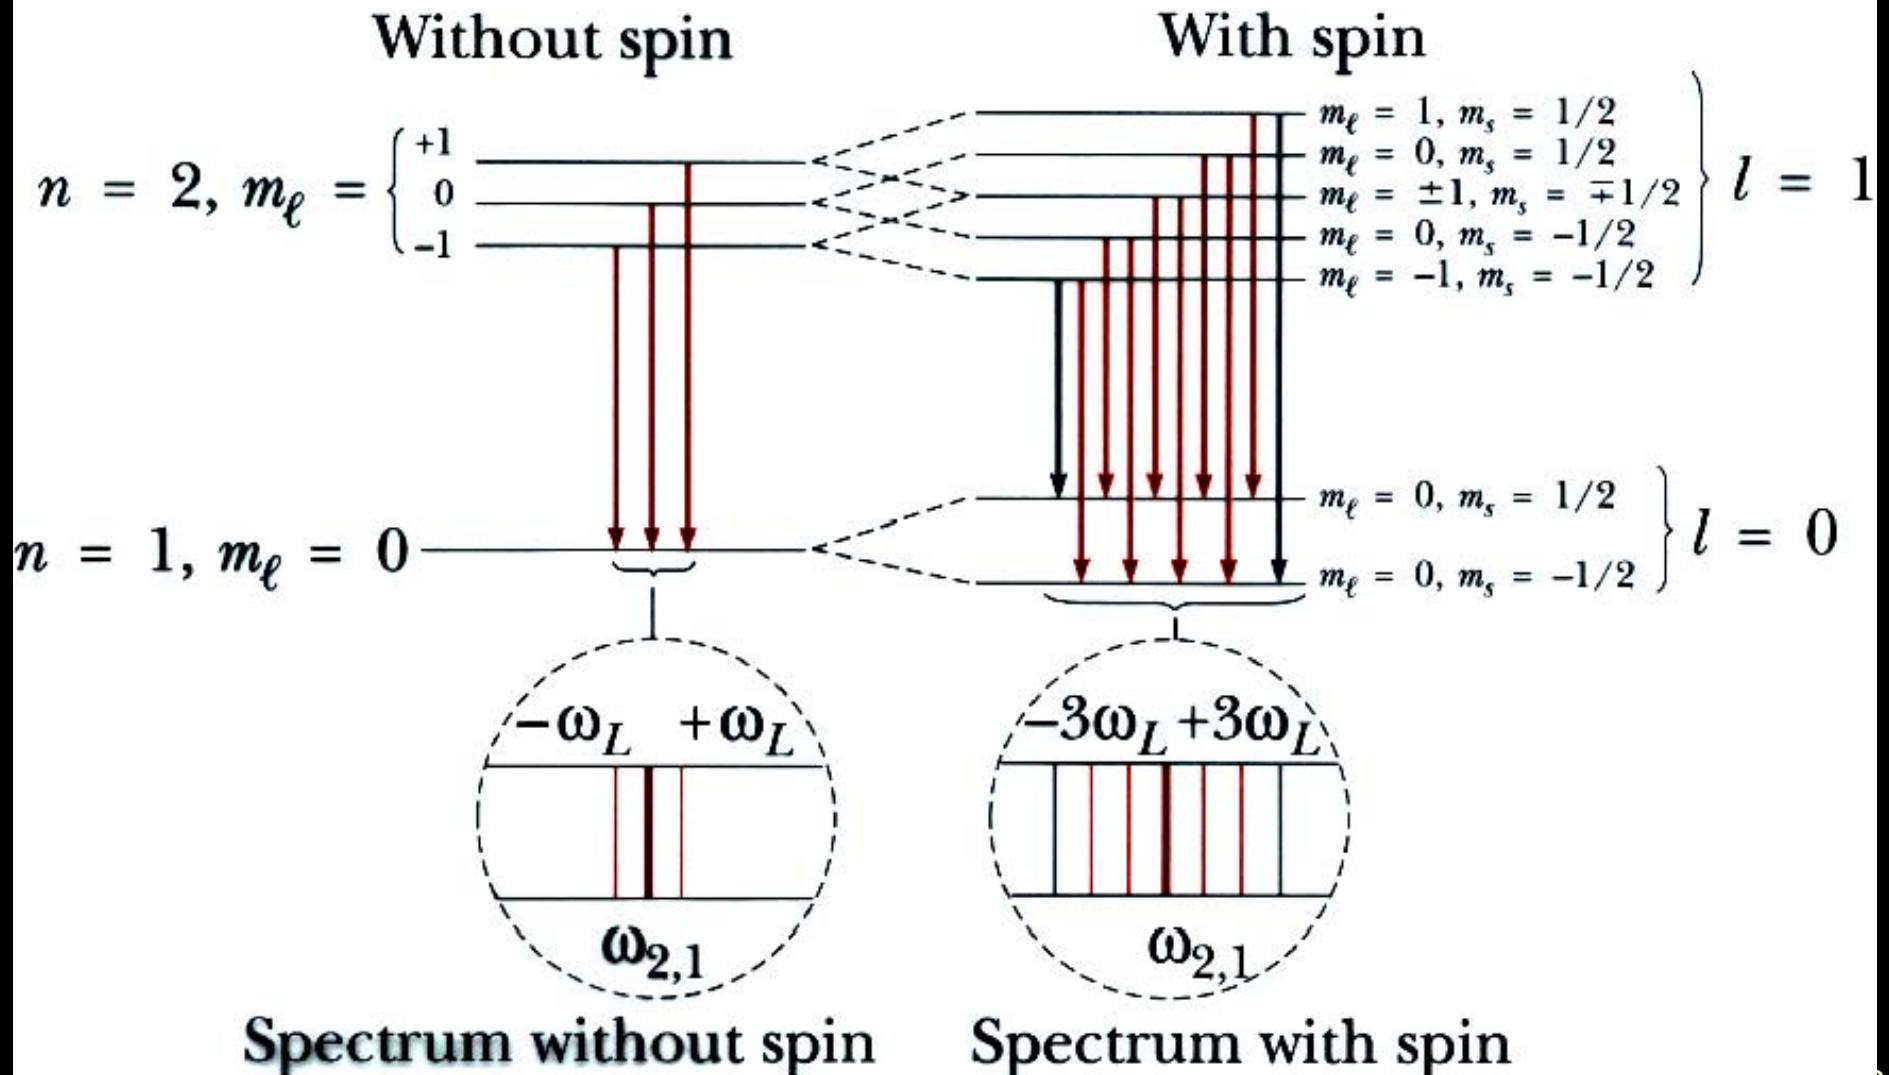 Without spin
With spin
n = 2, mℓ = { +1
0
−1
mℓ = 1, ms = 1/2
mℓ = 0, ms = 1/2
mℓ = ±1, ms = ∓1/2
mℓ = 0, ms = −1/2
mℓ = −1, ms = −1/2
l = 1
n = 1, mℓ = 0
mℓ = 0, ms = 1/2
mℓ = 0, ms = −1/2
l = 0
−ωL +ωL
ω2,1
Spectrum without spin
−3ωL +3ωL
ω2,1
Spectrum with spin